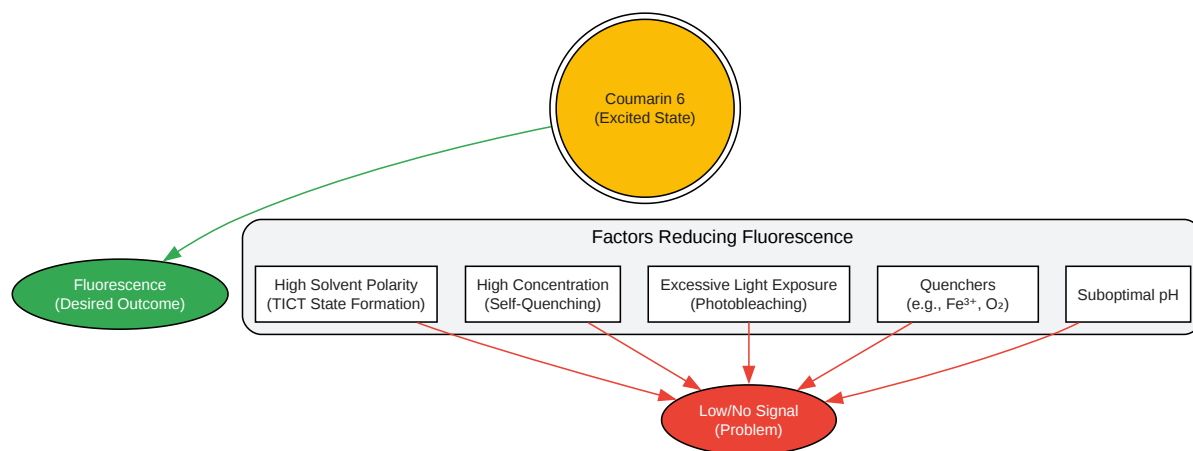 Coumarin 6
(Excited State)
Factors Reducing Fluorescence
Fluorescence
(Desired Outcome)
High Solvent Polarity
(TICT State Formation)
High Concentration
(Self-Quenching)
Excessive Light Exposure
(Photobleaching)
Quenchers
(e.g., Fe³⁺, O₂)
Suboptimal pH
Low/No Signal
(Problem)